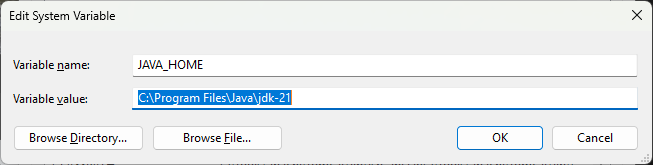 Edit System Variable
Variable name:
JAVA_HOME
Variable value:
C:\Program Files\Java\jdk-21
Browse Directory...
Browse File...
OK
Cancel